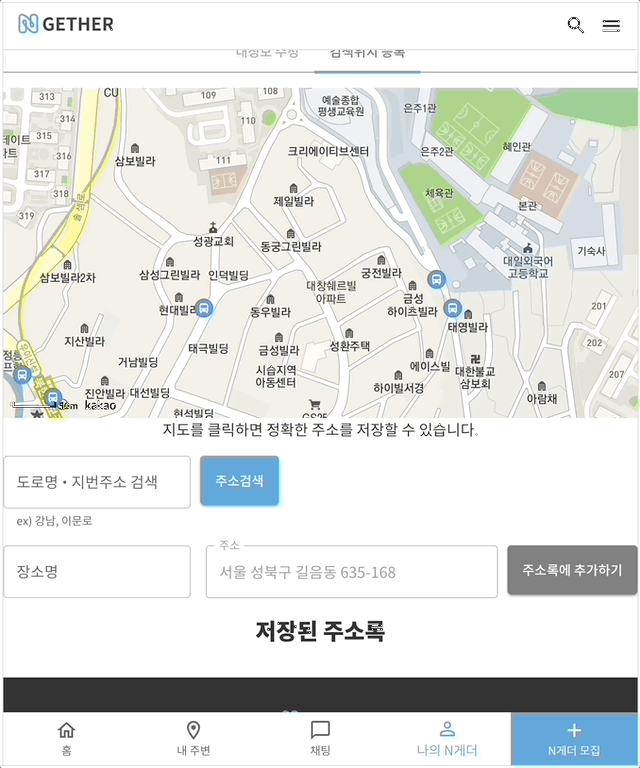 GETHER
내정보 수정
검색위치 등록
CU
313
109
예술종합
평생교육원
은주1관
315
314
110
316
삼보빌라
111
크리에이티브센터
은주2관
혜인관
317
318
제일빌라
체육관
본관
319
성광교회
동궁그린빌라
대일외국어
고등학교
기숙사
삼보빌라2차
삼성그린빌라
인덕빌딩
궁전빌라
대창쉐르빌
아파트
금성
하이츠빌라
현대빌라
동우빌라
태영빌라
201
지산빌라
태극빌딩
금성빌라
성환주택
202
거남빌딩
시습지역
아동센터
에이스빌
대한불교
삼보회
207
진안빌라
대선빌딩
하이빌서경
아람채
현석빌딩
GS25
kakao
지도를 클릭하면 정확한 주소를 저장할 수 있습니다.
도로명 • 지번주소 검색
주소검색
ex) 강남, 이문로
장소명
주소
서울 성북구 길음동 635-168
주소록에 추가하기
저장된 주소록
홈
내 주변
채팅
나의 N게더
N게더 모집